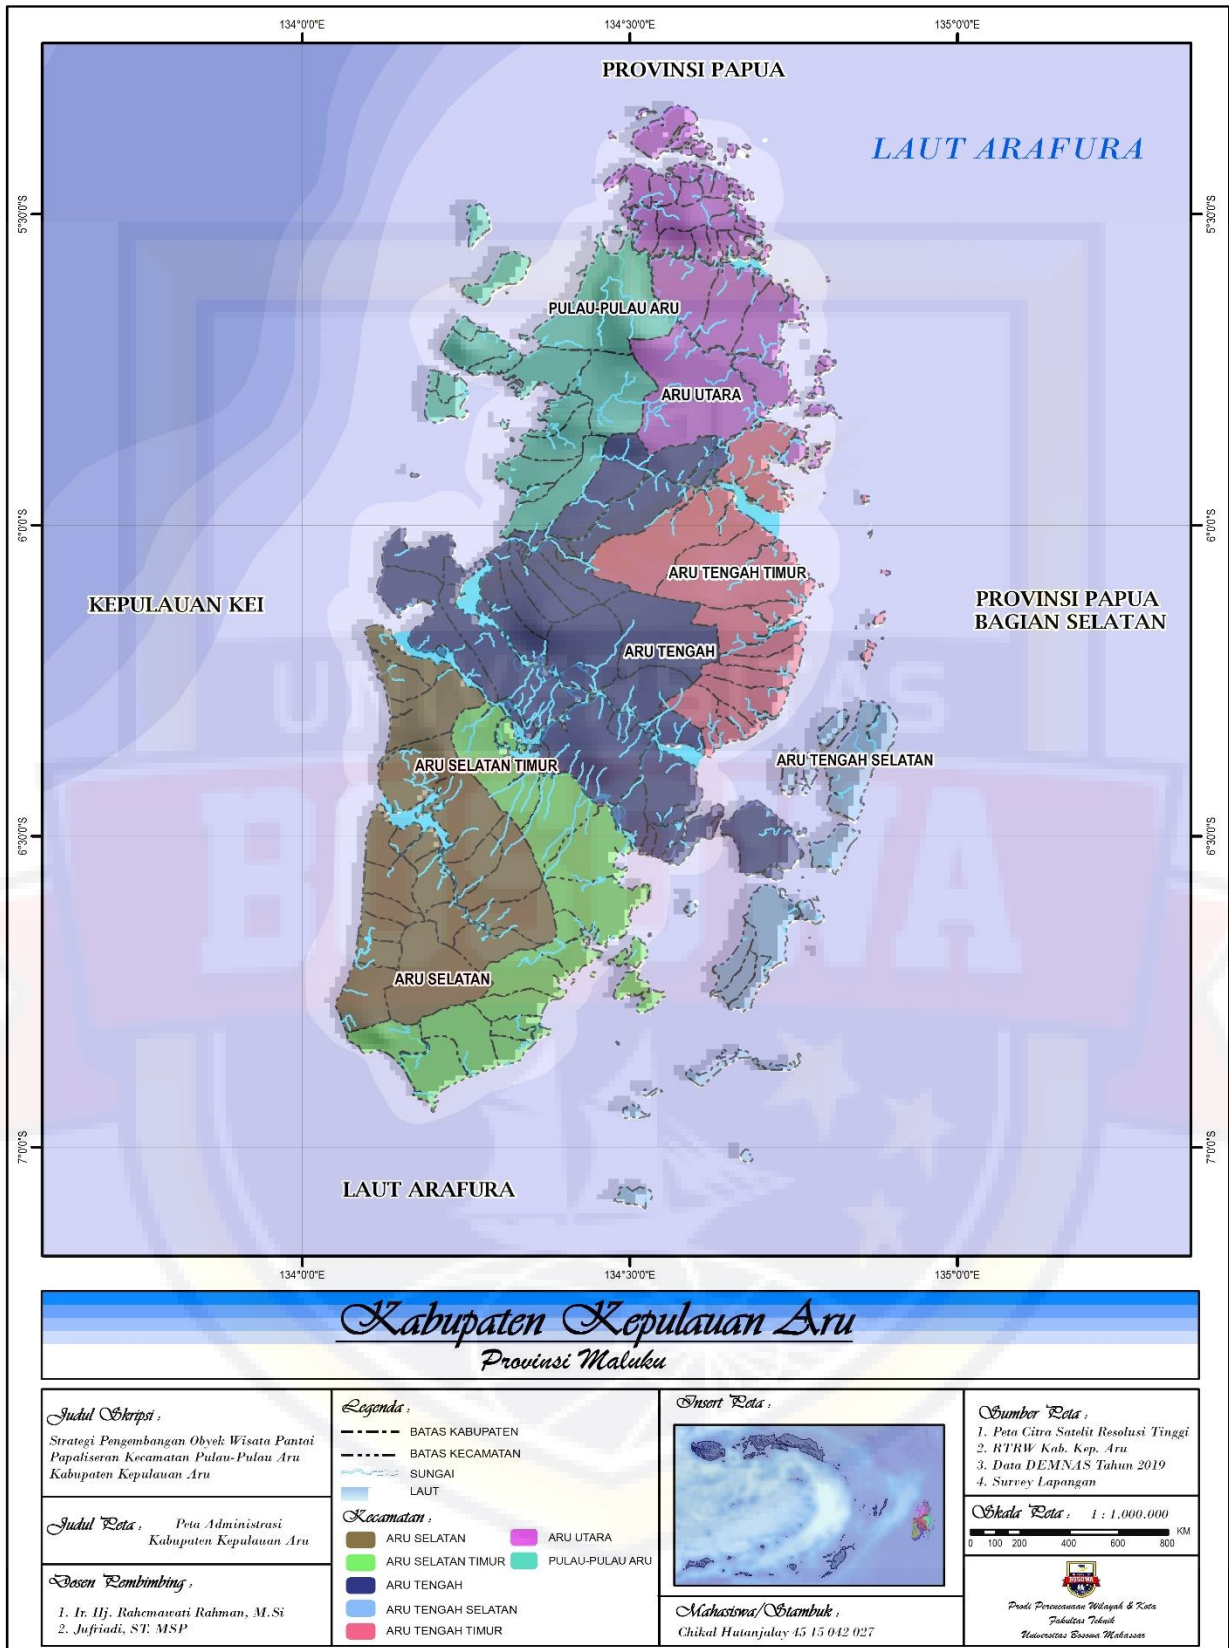 134°0'0"E
134°30'0"E
135°0'0"E
PROVINSI PAPUA
LAUT ARAFURA
5°30'0"S
5°30'0"S
PULAU-PULAU ARU
ARU UTARA
6°0'0"S
6°0'0"S
ARU TENGAH TIMUR
KEPULAUAN KEI
PROVINSI PAPUA
BAGIAN SELATAN
ARU TENGAH
UNIVERSITAS
ARU SELATAN TIMUR
ARU TENGAH SELATAN
6°30'0"S
6°30'0"S
BOSOWA
ARU SELATAN
7°0'0"S
7°0'0"S
LAUT ARAFURA
134°0'0"E
134°30'0"E
135°0'0"E
Kabupaten Kepulauan Aru
Provinsi Maluku
Judul Skripsi :
Strategi Pengembangan Obyek Wisata Pantai
Papaliseran Kecamatan Pulau-Pulau Aru
Kabupaten Kepulauan Aru
Judul Peta : Peta Administrasi
Kabupaten Kepulauan Aru
Dosen Pembimbing :
1. Ir. Hj. Rahemawati Rahman, M.Si
2. Jufriadi, ST. MSP
Legenda :
BATAS KABUPATEN
BATAS KECAMATAN
SUNGAI
LAUT
Kecamatan :
ARU SELATAN
ARU SELATAN TIMUR
ARU TENGAH
ARU TENGAH SELATAN
ARU TENGAH TIMUR
ARU UTARA
PULAU-PULAU ARU
Insert Peta :
Mahasiswa/Stambuk :
Chikal Hutanjalay 45 15 042 027
Sumber Peta :
1. Peta Citra Satelit Resolusi Tinggi
2. RTRW Kab. Kep. Aru
3. Data DEMNAS Tahun 2019
4. Survey Lapangan
Skala Peta : 1 : 1.000.000
0 100 200 400 600 800 KM
BOSOWA
Prodi Perencanaan Wilayah & Kota
Fakultas Teknik
Universitas Bosowa Makassar